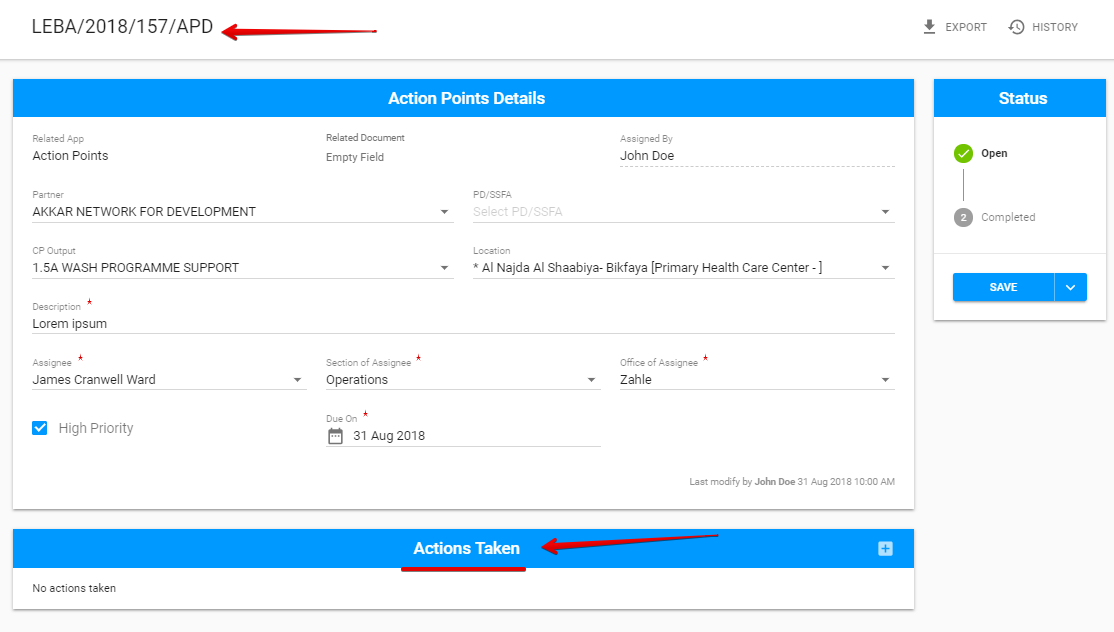 LEBA/2018/157/APD
EXPORT
HISTORY
Action Points Details
Related App
Related Document
Assigned By
Action Points
Empty Field
John Doe
Partner
PD/SSFA
AKKAR NETWORK FOR DEVELOPMENT
Select PD/SSFA
CP Output
Location
1.5A WASH PROGRAMME SUPPORT
* Al Najda Al Shaabiya- Bikfaya [Primary Health Care Center - ]
Description *
Lorem ipsum
Assignee *
Section of Assignee *
Office of Assignee *
James Cranwell Ward
Operations
Zahle
High Priority
Due On *
31 Aug 2018
Last modify by John Doe 31 Aug 2018 10:00 AM
Status
Open
2 Completed
SAVE
Actions Taken
No actions taken